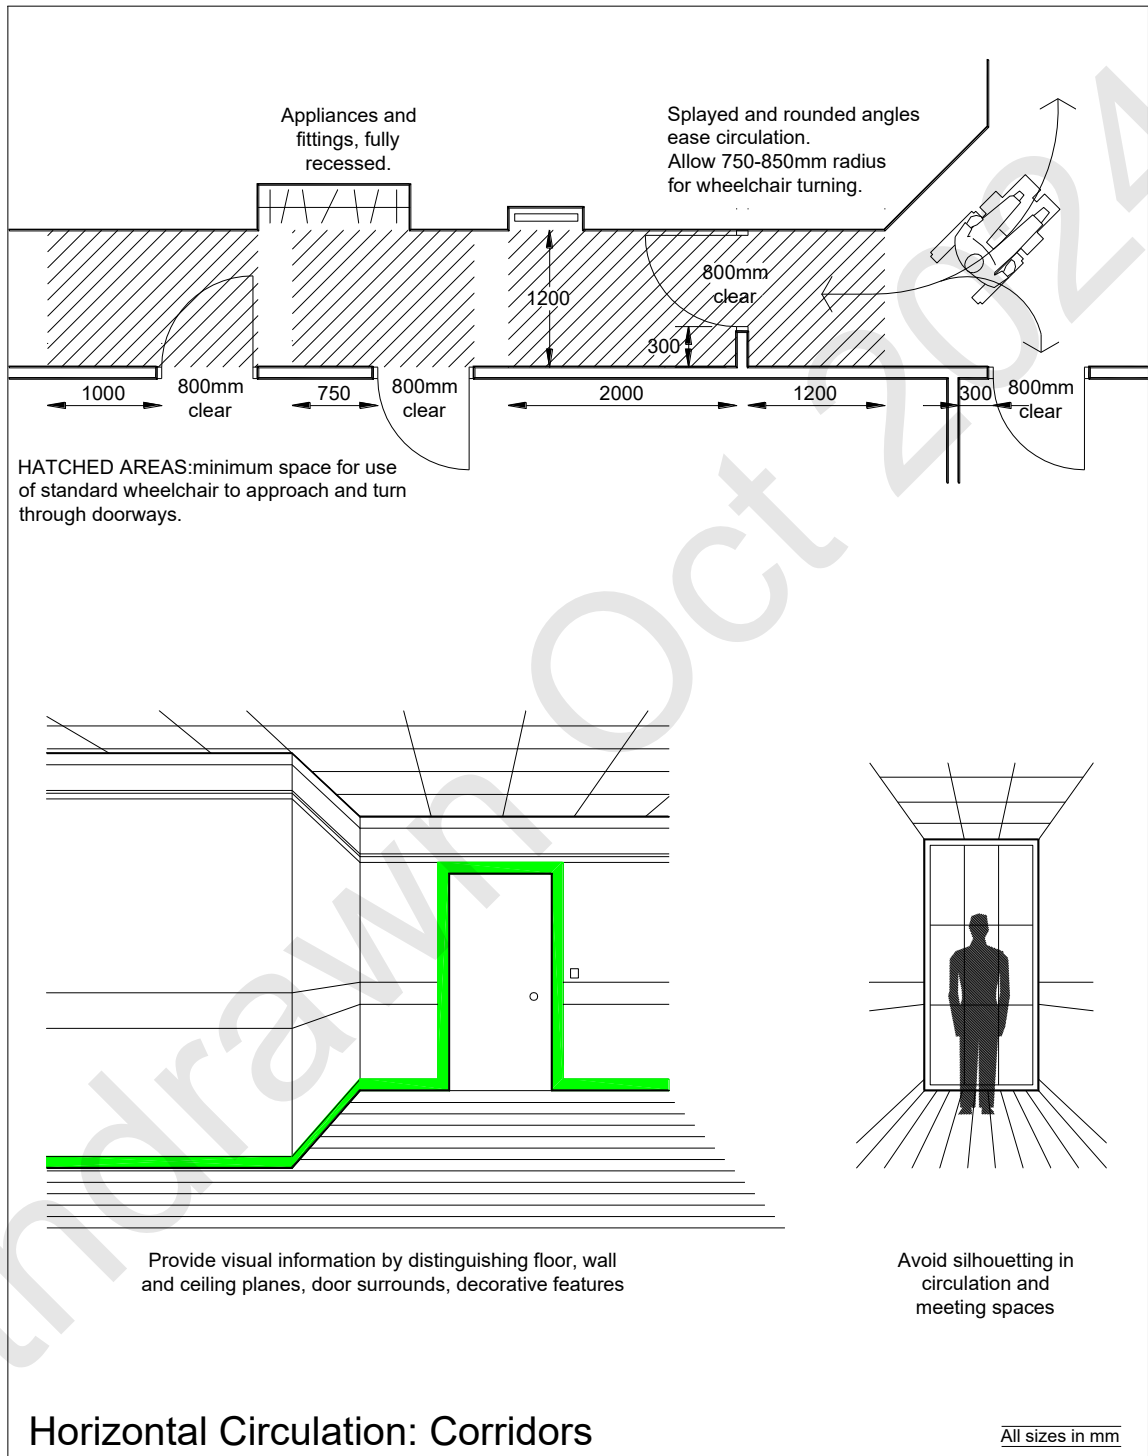 Appliances and
fittings, fully
recessed.
Splayed and rounded angles
ease circulation.
Allow 750-850mm radius
for wheelchair turning.
800mm
clear
1200
300
1000
800mm
clear
750
800mm
clear
2000
1200
300
800mm
clear
HATCHED AREAS:minimum space for use
of standard wheelchair to approach and turn
through doorways.
Provide visual information by distinguishing floor, wall
and ceiling planes, door surrounds, decorative features
Avoid silhouetting in
circulation and
meeting spaces
Horizontal Circulation: Corridors
All sizes in mm
ndrawn Oct 2024